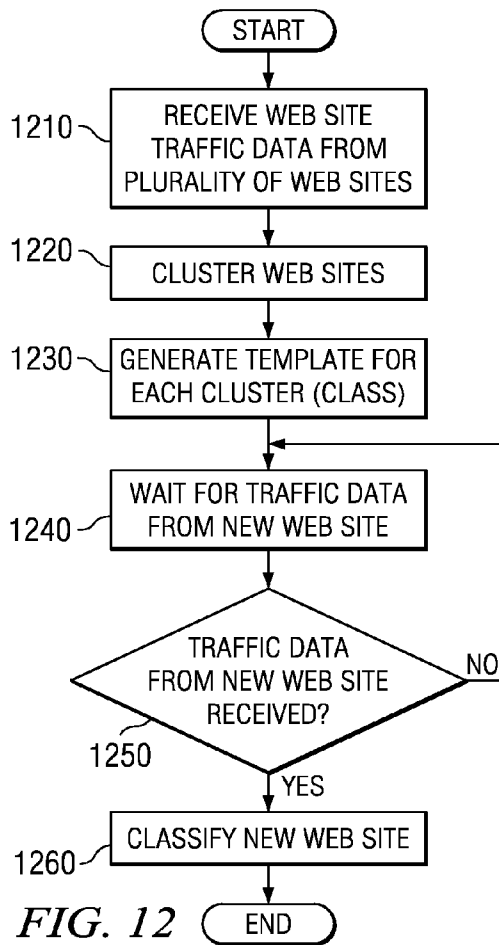 START
1210
RECEIVE WEB SITE
TRAFFIC DATA FROM
PLURALITY OF WEB SITES
1220
CLUSTER WEB SITES
1230
GENERATE TEMPLATE FOR
EACH CLUSTER (CLASS)
1240
WAIT FOR TRAFFIC DATA
FROM NEW WEB SITE
TRAFFIC DATA
FROM NEW WEB SITE
RECEIVED?
NO
1250
YES
1260
CLASSIFY NEW WEB SITE
FIG. 12
END